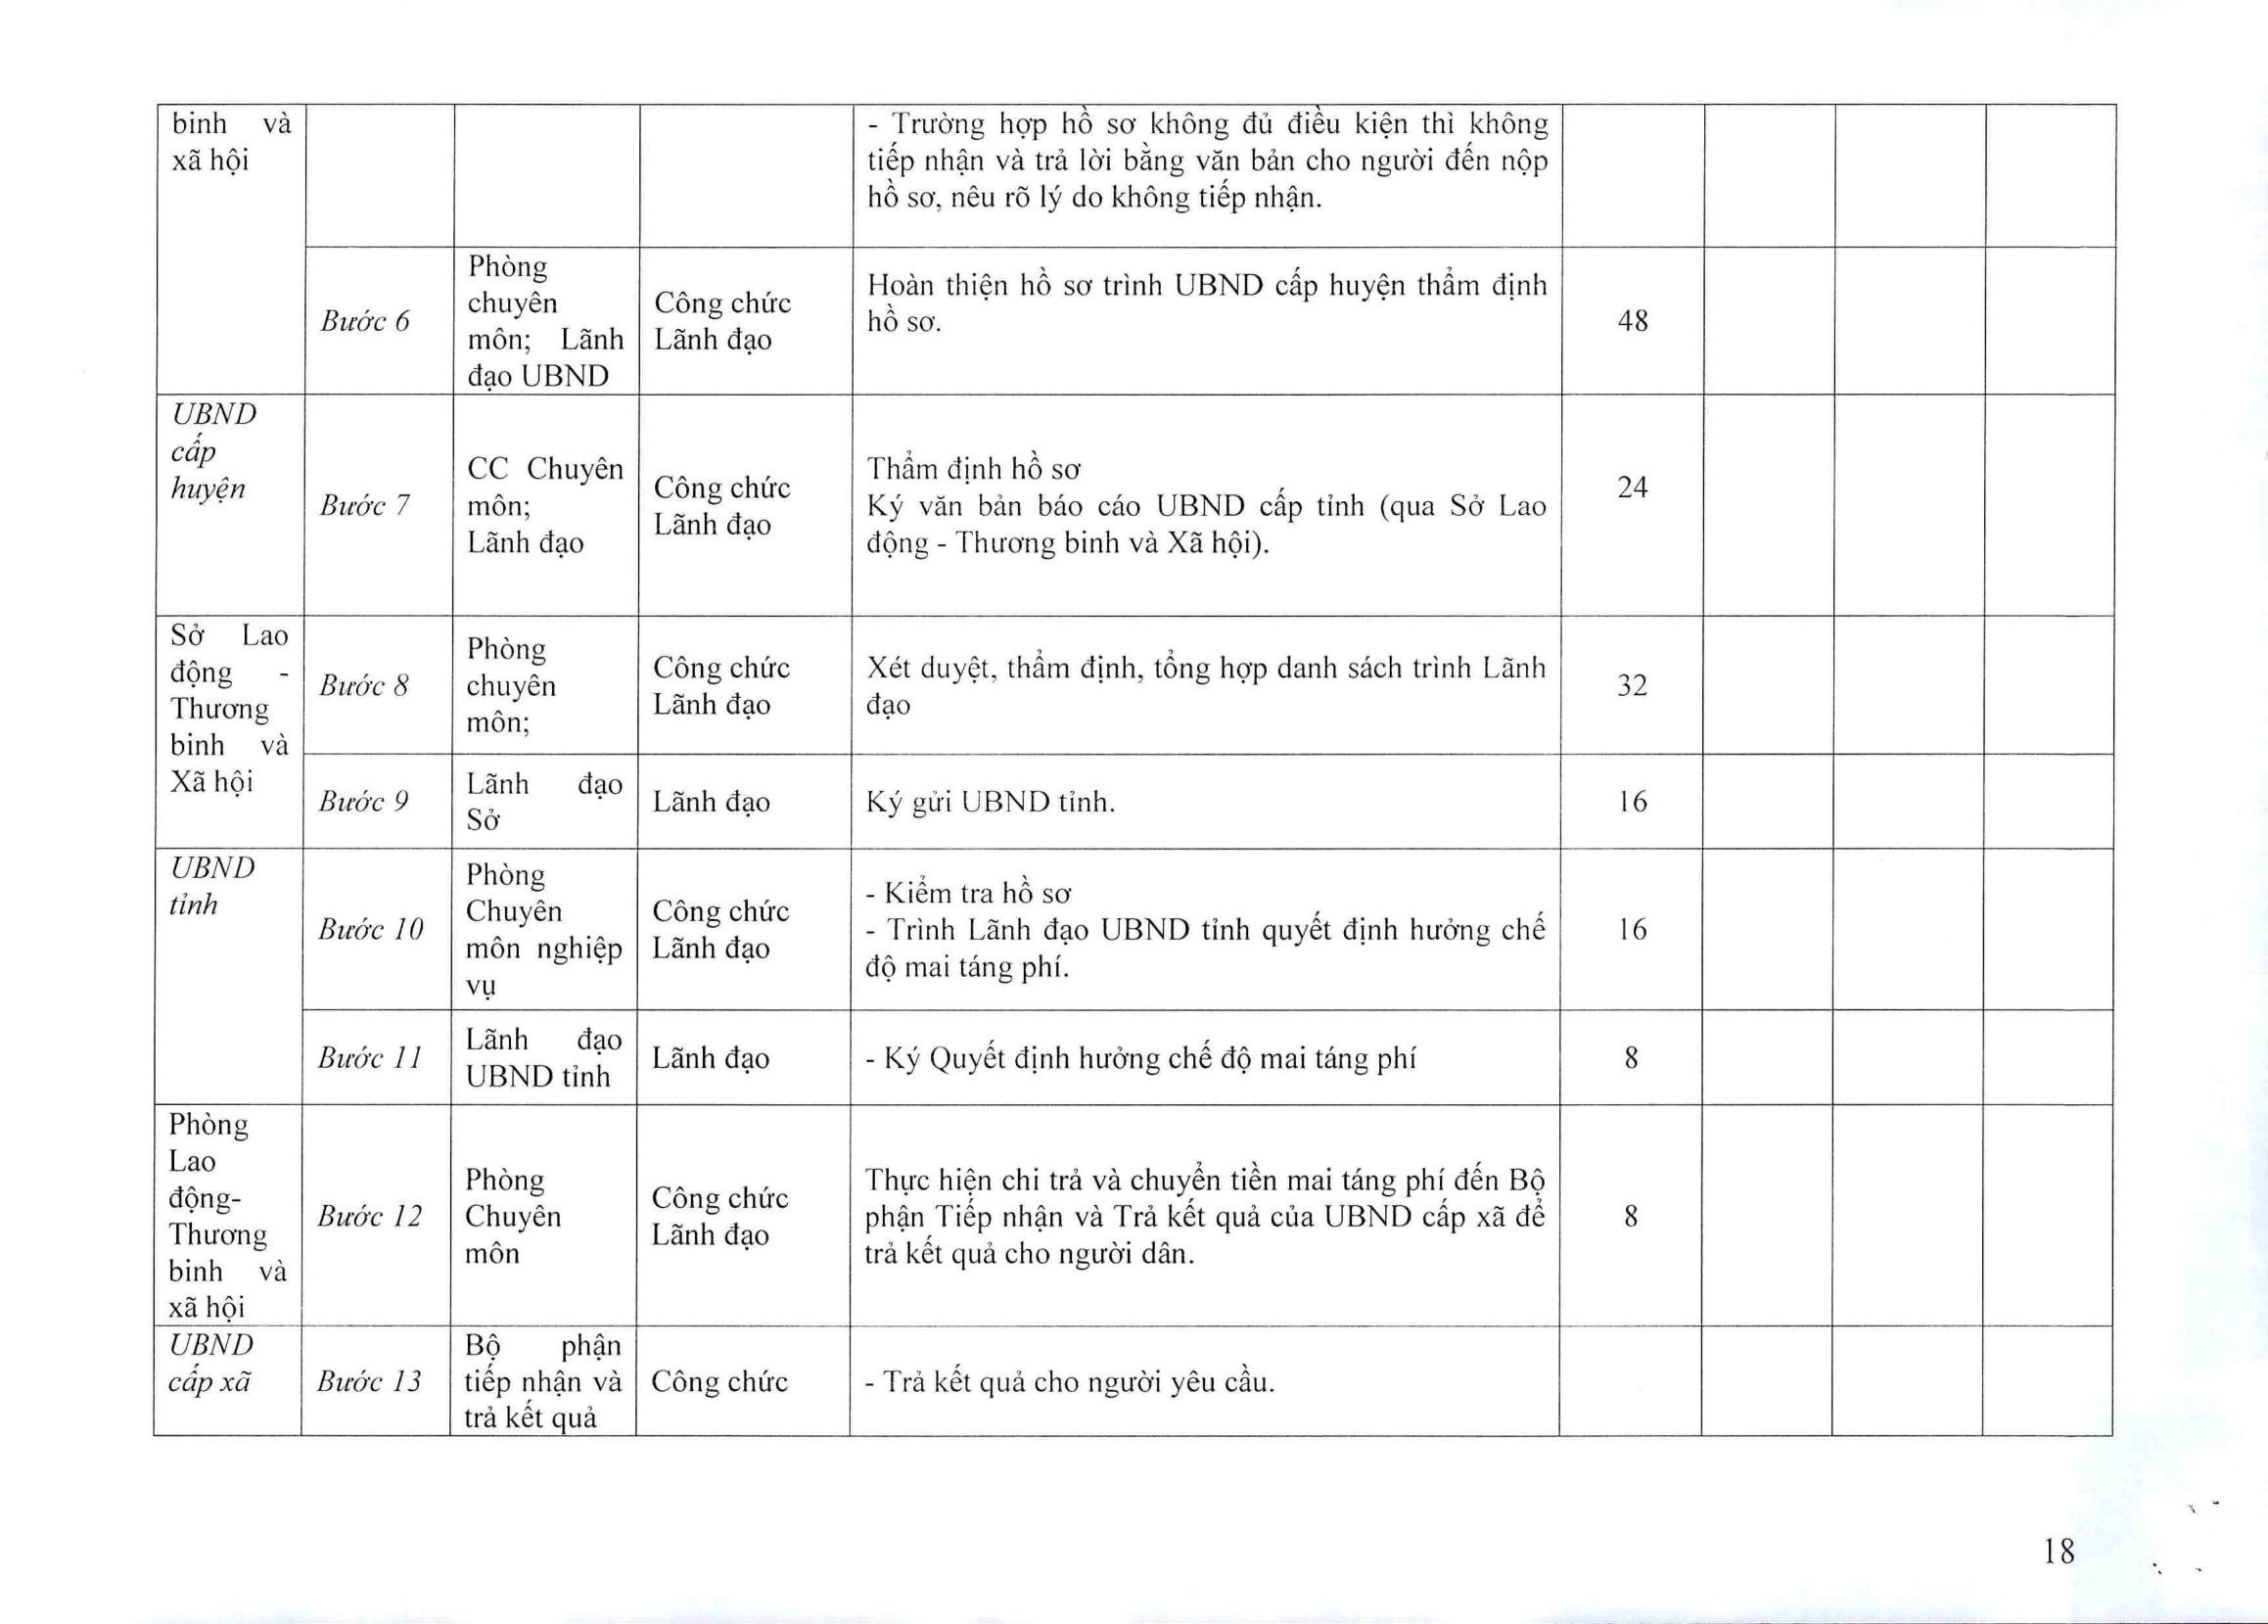 binh và
xã hội
- Trường hợp hồ sơ không đủ điều kiện thì không
tiếp nhận và trả lời bằng văn bản cho người đến nộp
hồ sơ, nêu rõ lý do không tiếp nhận.
Bước 6
Phòng
chuyên
môn; Lãnh
đạo UBND
Công chức
Lãnh đạo
Hoàn thiện hồ sơ trình UBND cấp huyện thẩm định
hồ sơ.
48
UBND
cấp
huyện
Bước 7
CC Chuyên
môn;
Lãnh đạo
Công chức
Lãnh đạo
Thẩm định hồ sơ
Ký văn bản báo cáo UBND cấp tỉnh (qua Sở Lao
động - Thương binh và Xã hội).
24
Sở Lao
động -
Thương
binh và
Xã hội
Bước 8
Phòng
chuyên
môn;
Công chức
Lãnh đạo
Xét duyệt, thẩm định, tổng hợp danh sách trình Lãnh
đạo
32
Bước 9
Lãnh đạo
Sở
Lãnh đạo
Ký gửi UBND tỉnh.
16
UBND
tỉnh
Bước 10
Phòng
Chuyên
môn nghiệp
vụ
Công chức
Lãnh đạo
- Kiểm tra hồ sơ
- Trình Lãnh đạo UBND tỉnh quyết định hưởng chế
độ mai táng phí.
16
Bước 11
Lãnh đạo
UBND tỉnh
Lãnh đạo
- Ký Quyết định hưởng chế độ mai táng phí
8
Phòng
Lao
động-
Thương
binh và
xã hội
Bước 12
Phòng
Chuyên
môn
Công chức
Lãnh đạo
Thực hiện chi trả và chuyển tiền mai táng phí đến Bộ
phận Tiếp nhận và Trả kết quả của UBND cấp xã để
trả kết quả cho người dân.
8
UBND
cấp xã
Bước 13
Bộ phận
tiếp nhận và
trả kết quả
Công chức
- Trả kết quả cho người yêu cầu.
18